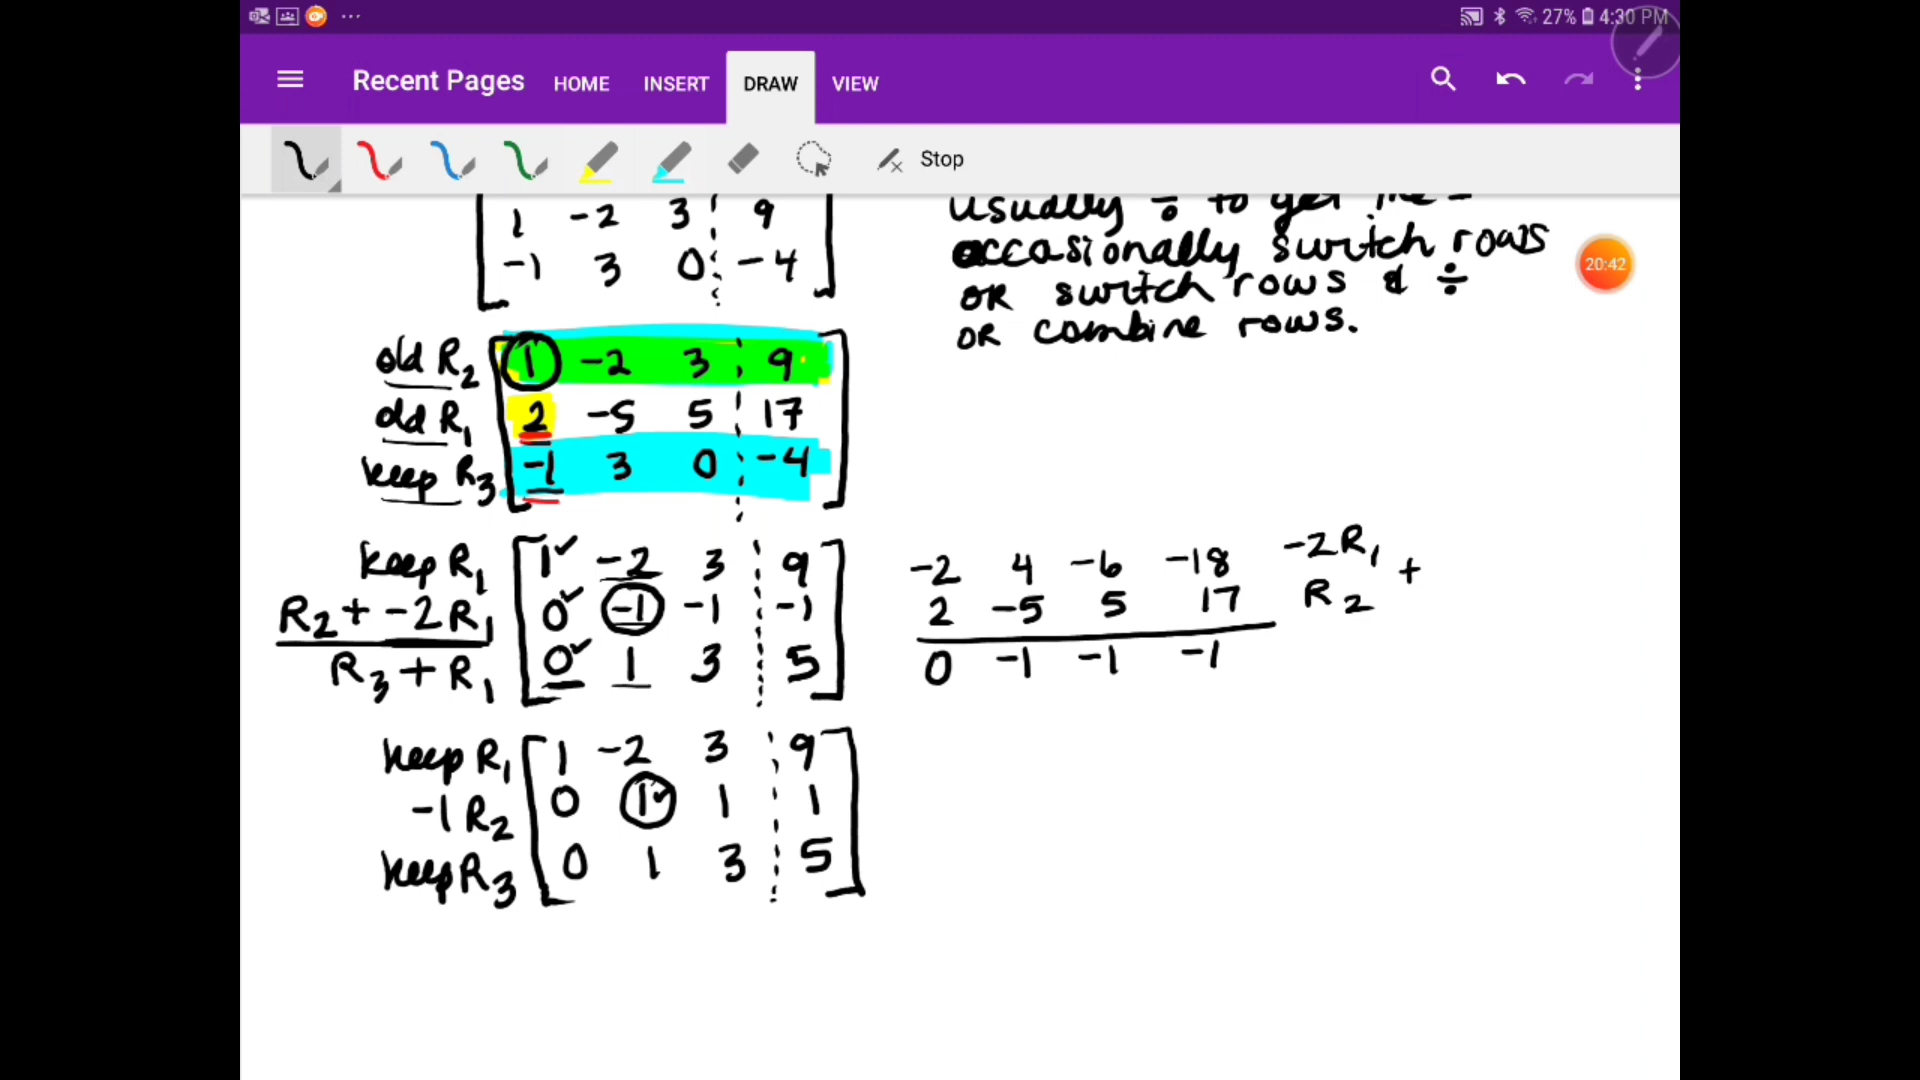 27% 4:30 PM
Recent Pages HOME INSERT DRAW VIEW
Stop
20:42
1 -2 3 9
-1 3 0 -4
usually ÷ to get the
occasionally switch rows
OR switch rows & ÷
OR combine rows.
old R2 1 -2 3 9
old R1 2 -5 5 17
keep R3 -1 3 0 -4
keep R1 1 -2 3 9
R2 + -2R1 0 -1 -1 -1
R3 + R1 0 1 3 5
-2 4 -6 -18 -2R1 +
2 -5 5 17 R2
0 -1 -1 -1
keep R1 1 -2 3 9
-1 R2 0 1 1 1
keep R3 0 1 3 5